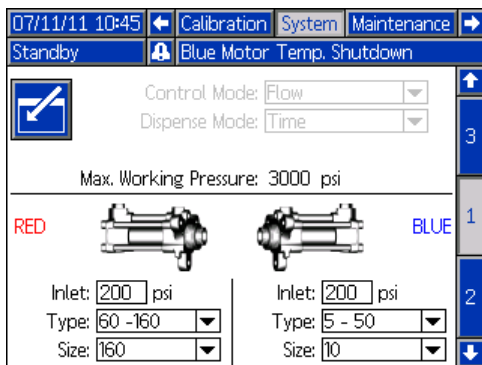 07/11/11 10:45 Calibration System Maintenance
Standby Blue Motor Temp. Shutdown
Control Mode: Flow
Dispense Mode: Time
3
Max. Working Pressure: 3000 psi
RED BLUE 1
Inlet: 200 psi Inlet: 200 psi 2
Type: 60 -160 Type: 5 - 50
Size: 160 Size: 10